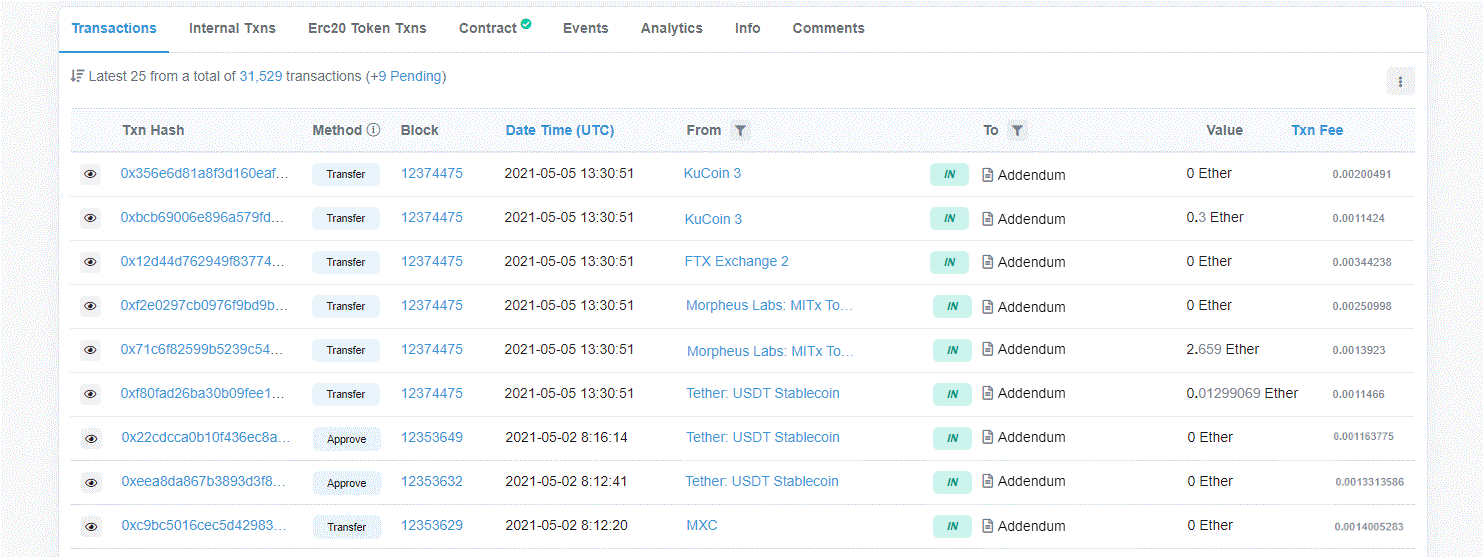 Transactions Internal Txns Erc20 Token Txns Contract Events Analytics Info Comments
Latest 25 from a total of 31,529 transactions (+9 Pending)
Txn Hash Method Block Date Time (UTC) From To Value Txn Fee
0x356e6d81a8f3d160eaf... Transfer 12374475 2021-05-05 13:30:51 KuCoin 3 IN Addendum 0 Ether 0.00200491
0xbcb69006e896a579fd... Transfer 12374475 2021-05-05 13:30:51 KuCoin 3 IN Addendum 0.3 Ether 0.0011424
0x12d44d762949f83774... Transfer 12374475 2021-05-05 13:30:51 FTX Exchange 2 IN Addendum 0 Ether 0.00344238
0xf2e0297cb0976f9bd9b... Transfer 12374475 2021-05-05 13:30:51 Morpheus Labs: MITx To... IN Addendum 0 Ether 0.00250998
0x71c6f82599b5239c54... Transfer 12374475 2021-05-05 13:30:51 Morpheus Labs: MITx To... IN Addendum 2.659 Ether 0.0013923
0xf80fad26ba30b09fee1... Transfer 12374475 2021-05-05 13:30:51 Tether: USDT Stablecoin IN Addendum 0.01299069 Ether 0.0011466
0x22cdcca0b10f436ec8a... Approve 12353649 2021-05-02 8:16:14 Tether: USDT Stablecoin IN Addendum 0 Ether 0.001163775
0xeea8da867b3893d3f8... Approve 12353632 2021-05-02 8:12:41 Tether: USDT Stablecoin IN Addendum 0 Ether 0.0013313586
0xc9bc5016cec5d42983... Transfer 12353629 2021-05-02 8:12:20 MXC IN Addendum 0 Ether 0.0014005283